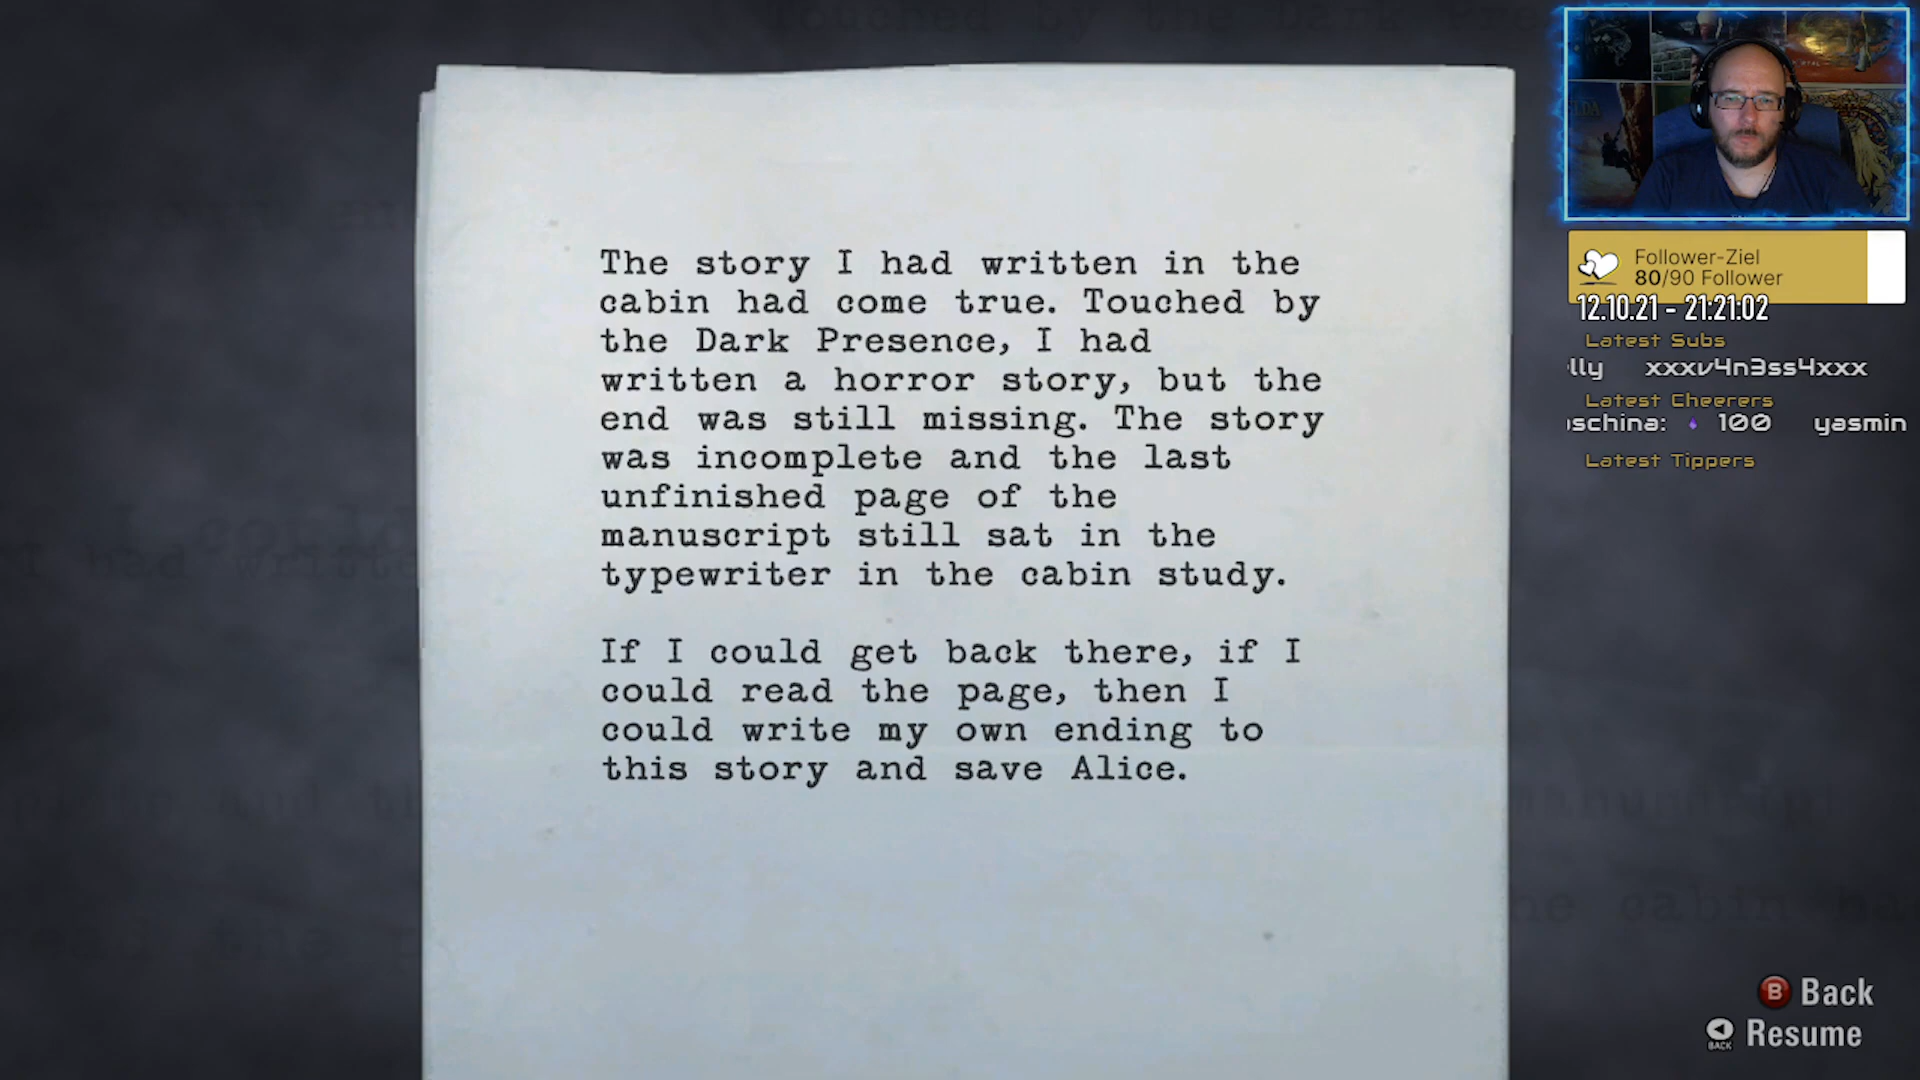 The story I had written in the
cabin had come true. Touched by
the Dark Presence, I had
written a horror story, but the
end was still missing. The story
was incomplete and the last
unfinished page of the
manuscript still sat in the
typewriter in the cabin study.
If I could get back there, if I
could read the page, then I
could write my own ending to
this story and save Alice.
Follower-Ziel
80/90 Follower
12.10.21 - 21:21:02
Latest Subs
lly xxxv4n3ss4xxx
Latest Cheerers
oschina: 100 yasmin
Latest Tippers
B Back
BACK Resume